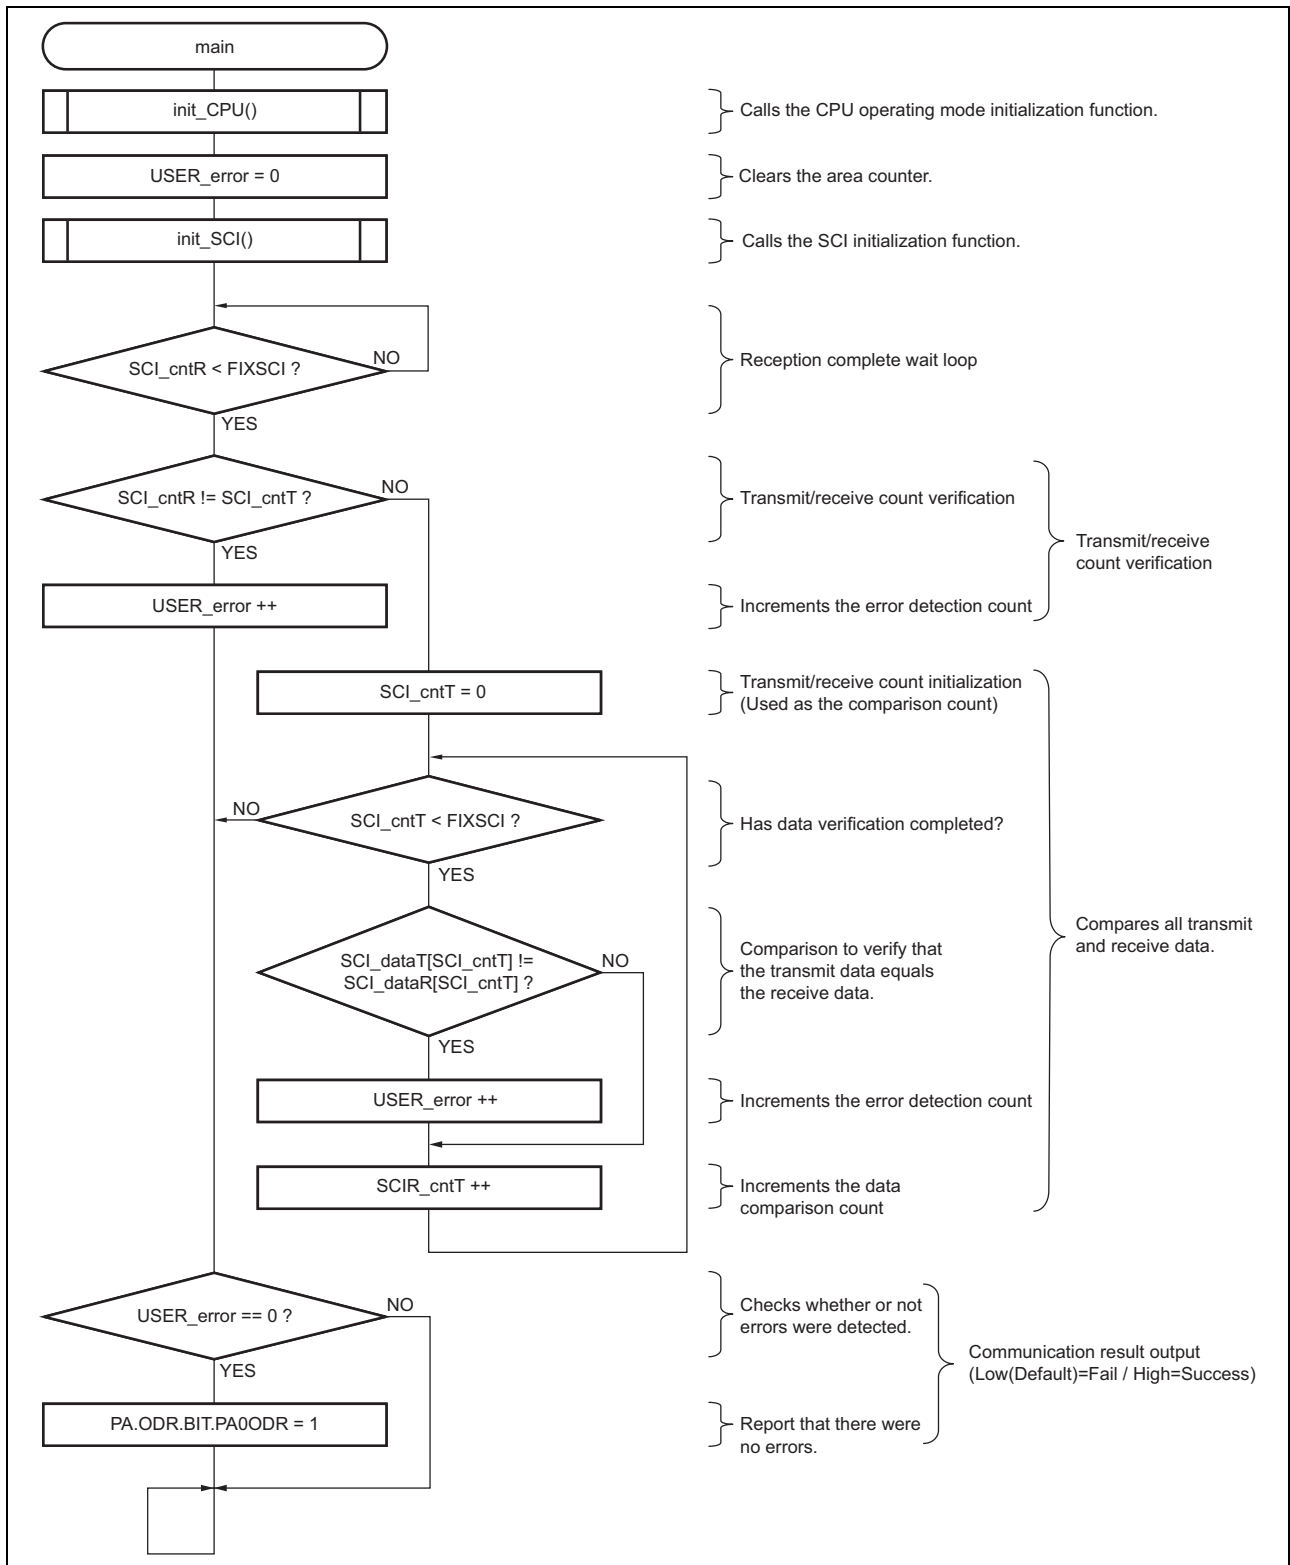 main
init_CPU()
Calls the CPU operating mode initialization function.
USER_error = 0
Clears the area counter.
init_SCI()
Calls the SCI initialization function.
SCI_cntR < FIXSCI ?
NO
Reception complete wait loop
YES
SCI_cntR != SCI_cntT ?
NO
Transmit/receive count verification
YES
Transmit/receive
count verification
USER_error ++
Increments the error detection count
SCI_cntT = 0
Transmit/receive count initialization
(Used as the comparison count)
NO
SCI_cntT < FIXSCI ?
Has data verification completed?
YES
SCI_dataT[SCI_cntT] !=
SCI_dataR[SCI_cntT] ?
NO
Comparison to verify that
the transmit data equals
the receive data.
Compares all transmit
and receive data.
YES
USER_error ++
Increments the error detection count
SCIR_cntT ++
Increments the data
comparison count
USER_error == 0 ?
NO
Checks whether or not
errors were detected.
YES
Communication result output
(Low(Default)=Fail / High=Success)
PA.ODR.BIT.PA0ODR = 1
Report that there were
no errors.